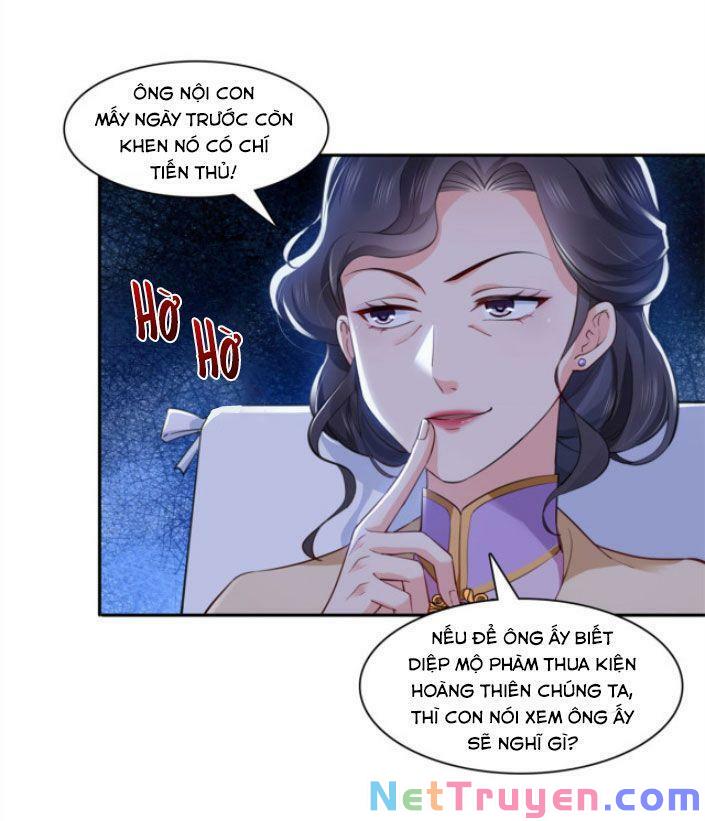 ÔNG NỘI CON
MẤY NGÀY TRƯỚC CÒN
KHEN NÓ CÓ CHÍ
TIẾN THỦ!
HỜ
HỜ
NẾU ĐỂ ÔNG ẤY BIẾT
DIỆP MỘ PHÀM THUA KIỆN
HOÀNG THIÊN CHÚNG TA,
THÌ CON NÓI XEM ÔNG ẤY
SẼ NGHĨ GÌ?
NetTruyen.com